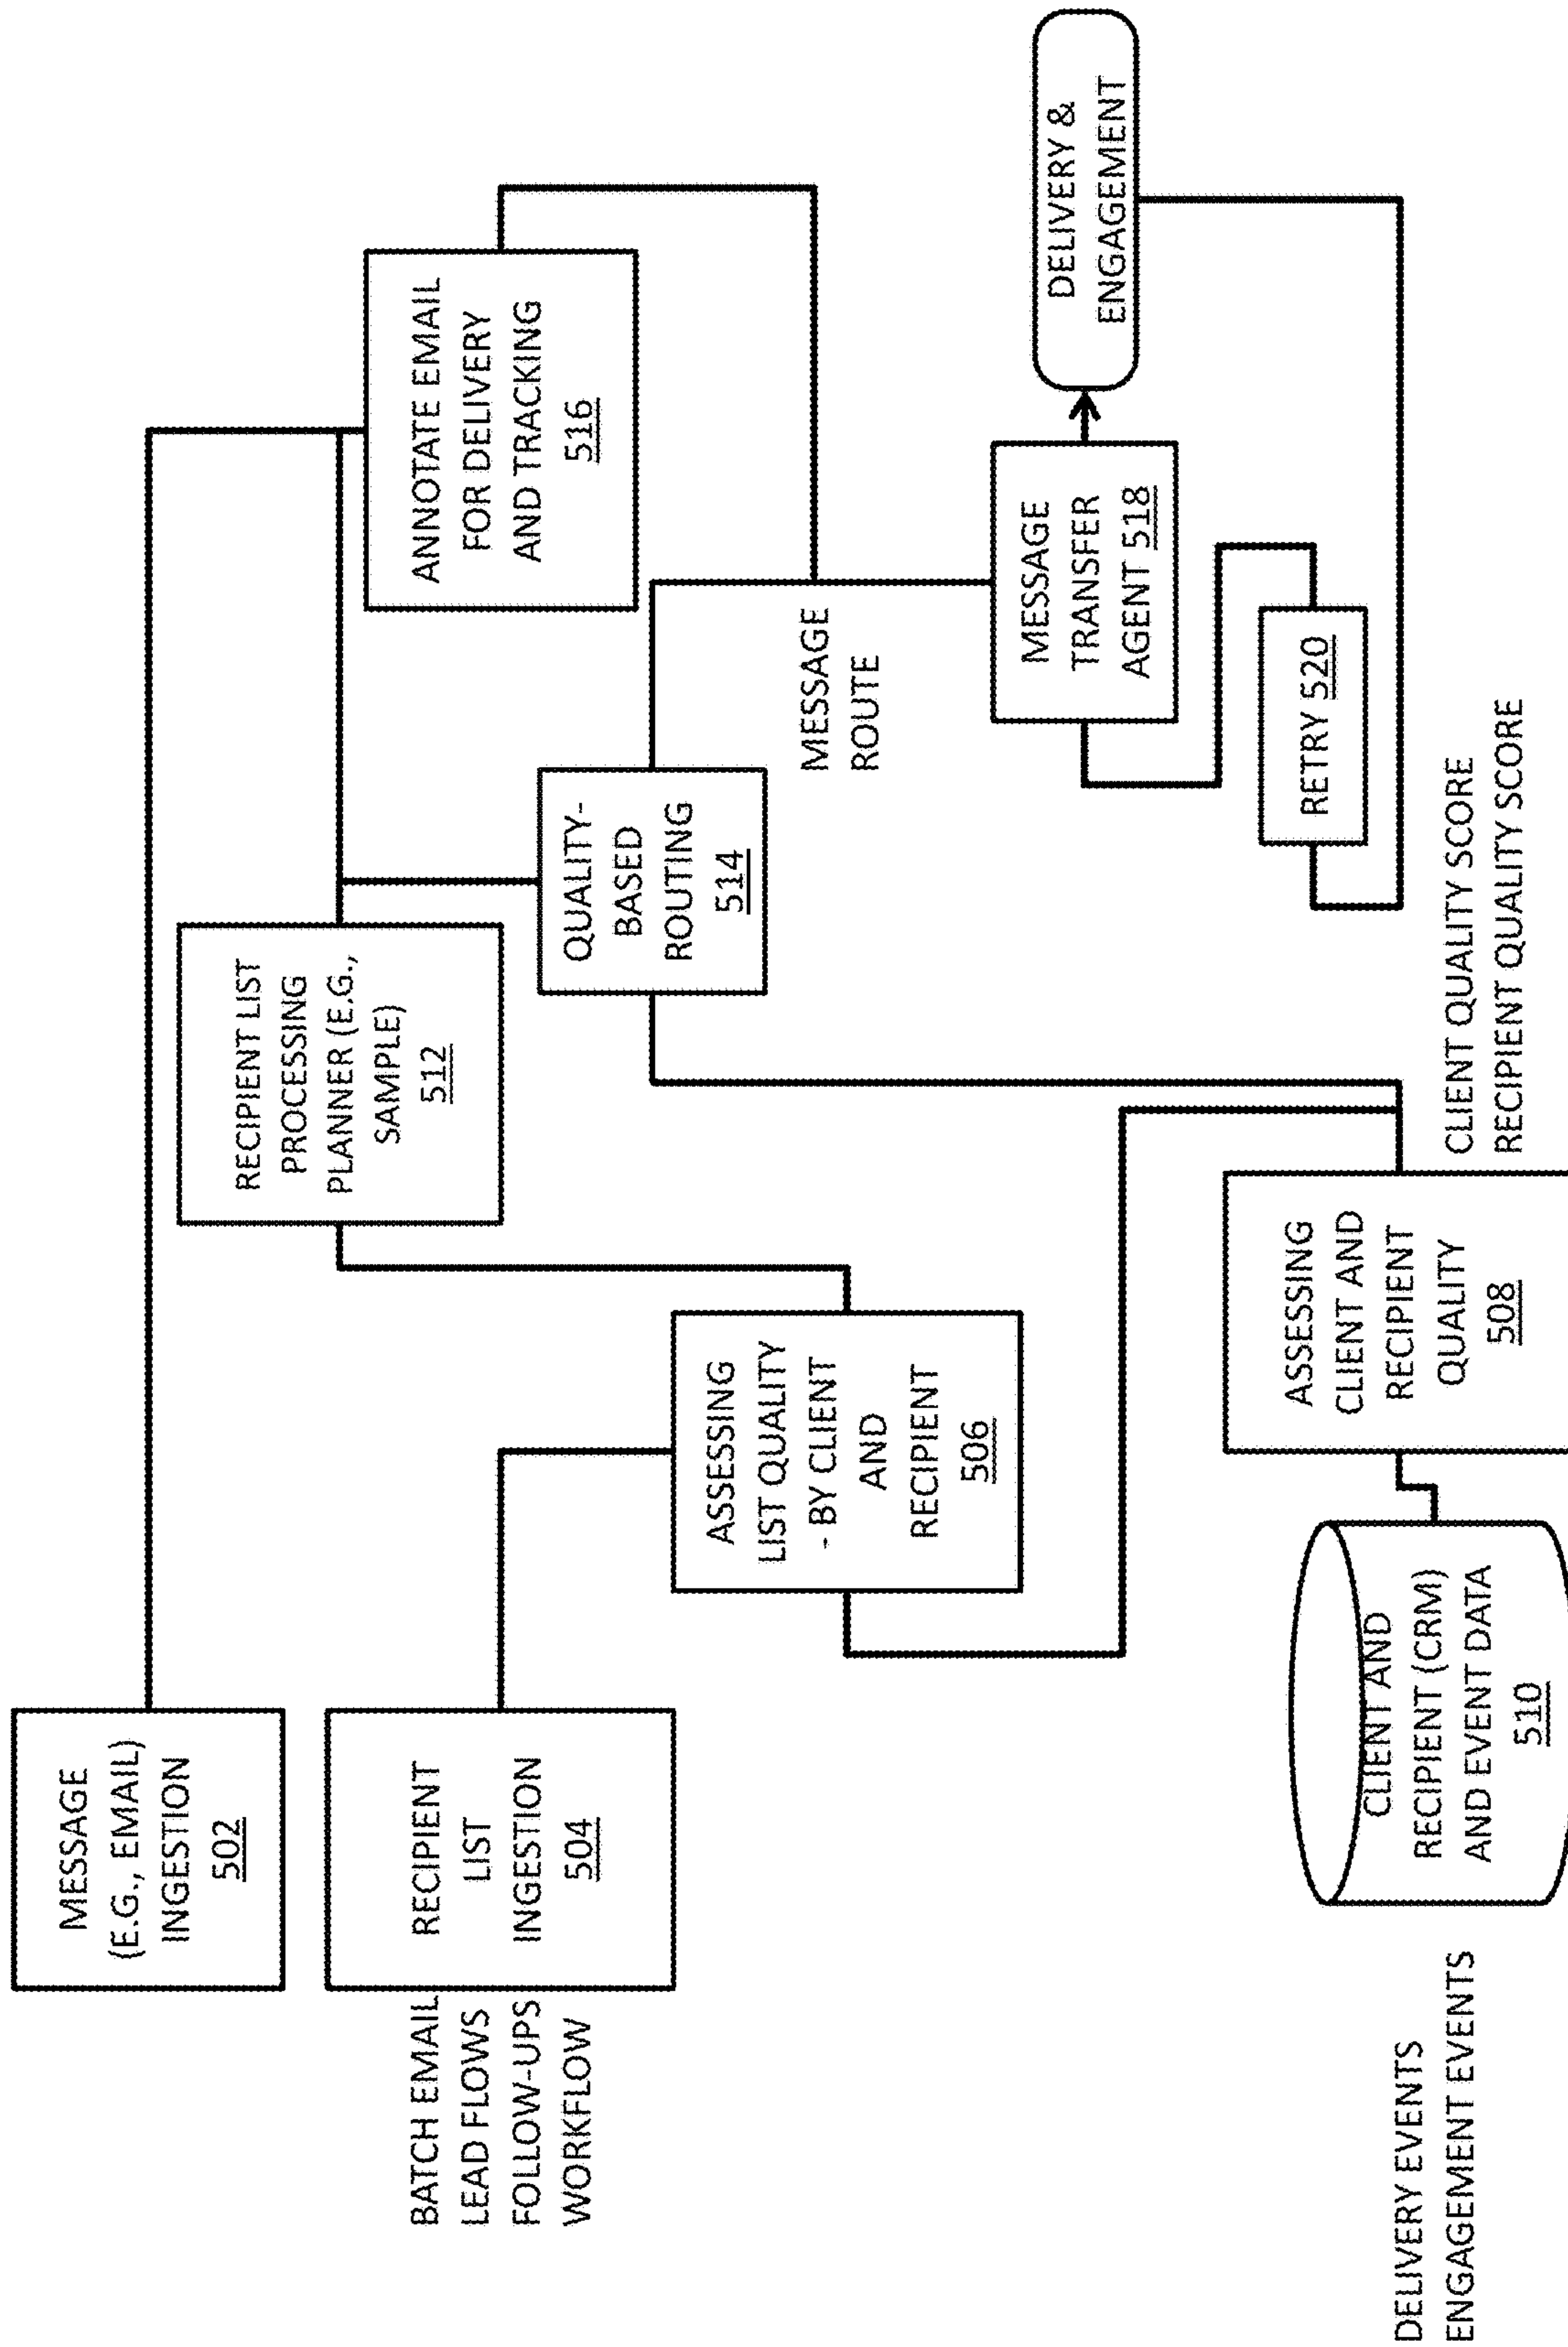 MESSAGE
(E.G., EMAIL)
INGESTION
502
BATCH EMAIL
LEAD FLOWS
FOLLOW-UPS
WORKFLOW
RECIPIENT
LIST
INGESTION
504
ASSESSING
LIST QUALITY
- BY CLIENT
AND
RECIPIENT
506
RECIPIENT LIST
PROCESSING
PLANNER (E.G.,
SAMPLE)
512
QUALITY-
BASED
ROUTING
514
ANNOTATE EMAIL
FOR DELIVERY
AND TRACKING
516
MESSAGE
ROUTE
MESSAGE
TRANSFER
AGENT 518
DELIVERY &
ENGAGEMENT
RETRY 520
DELIVERY EVENTS
ENGAGEMENT EVENTS
CLIENT AND
RECIPIENT (CRM)
AND EVENT DATA
510
ASSESSING
CLIENT AND
RECIPIENT
QUALITY
508
CLIENT QUALITY SCORE
RECIPIENT QUALITY SCORE